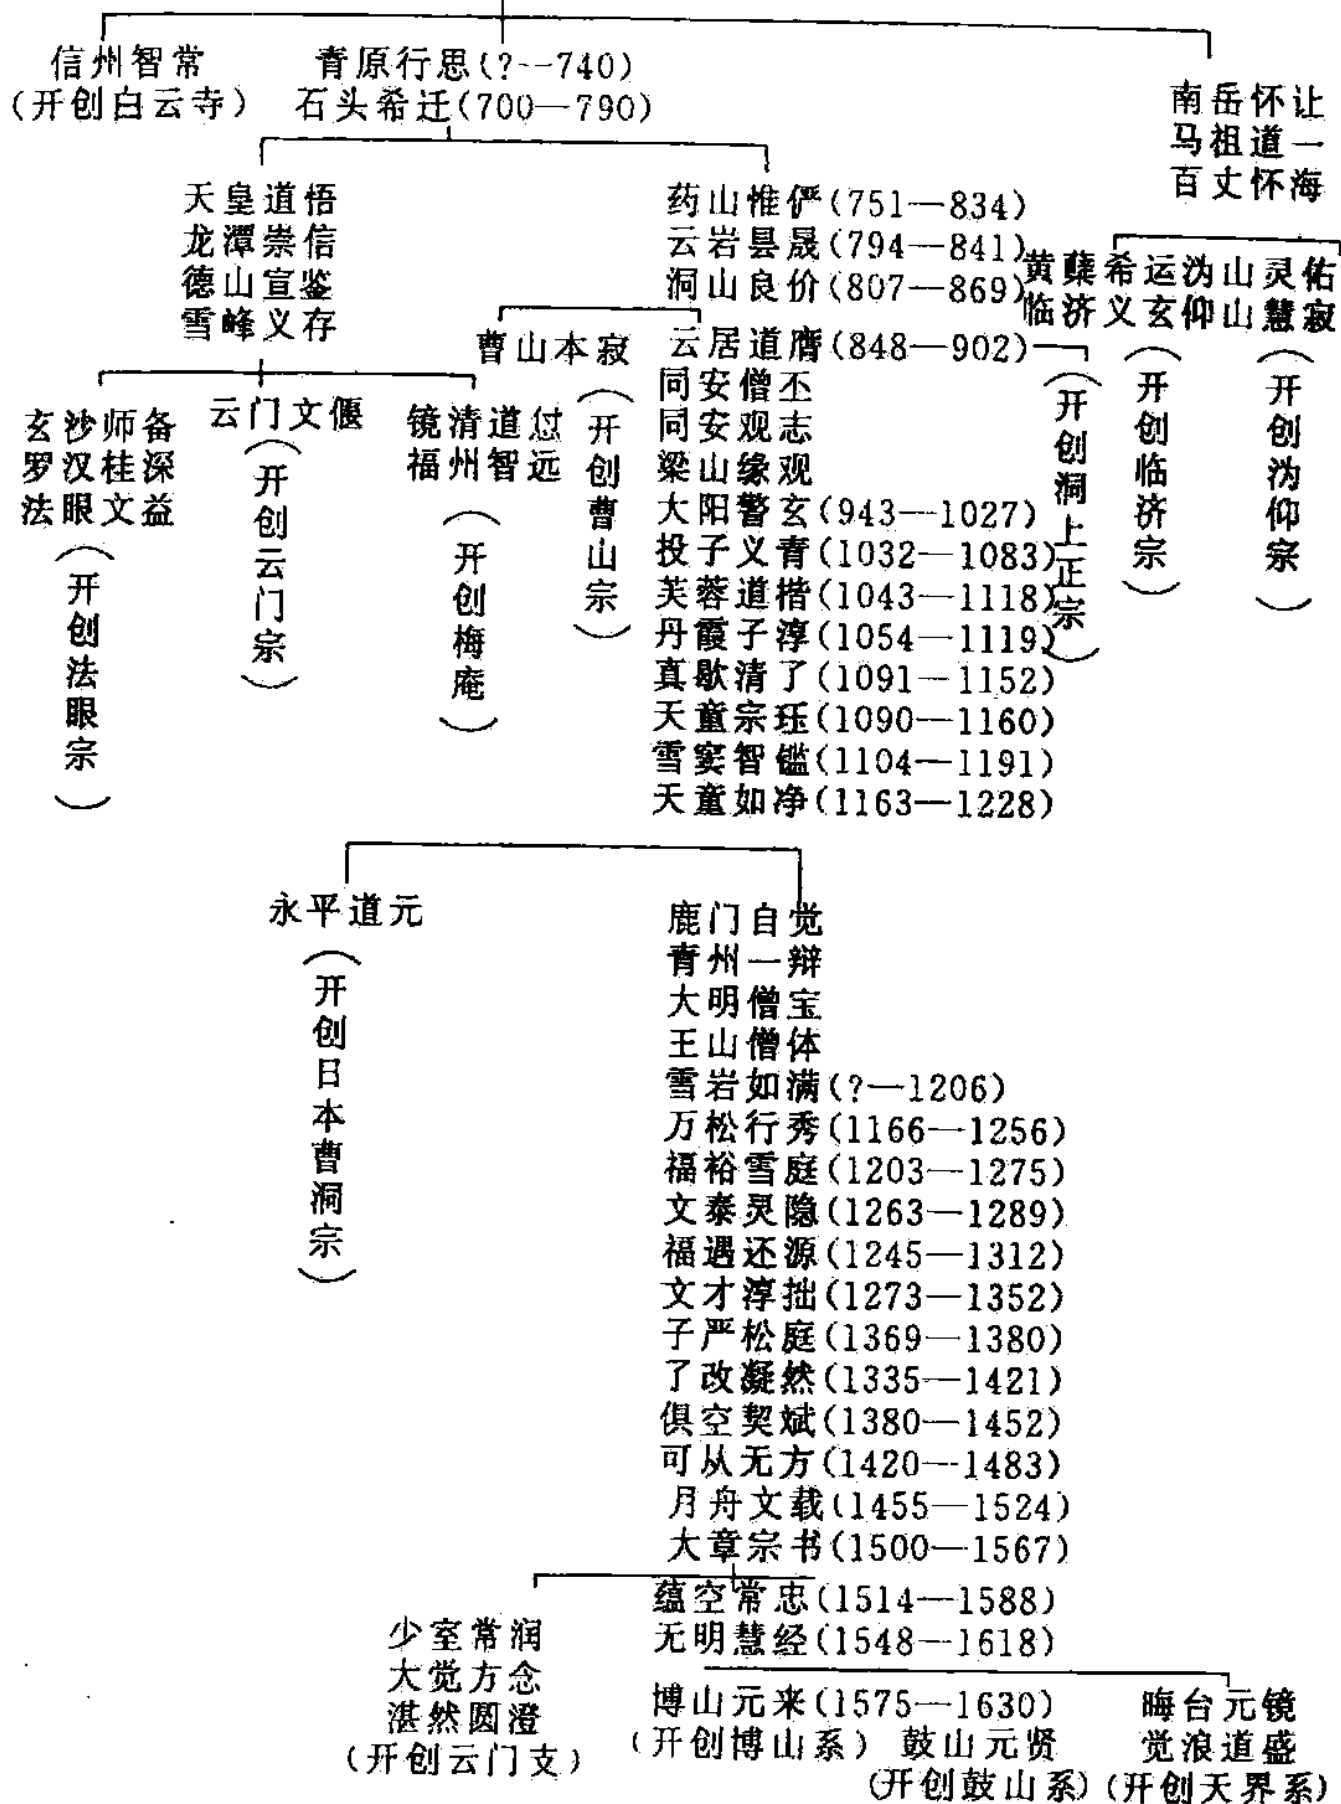 信州智常
(开创白云寺)
青原行思(?--740)
石头希迁(700—790)
南岳怀让
马祖道一
百丈怀海
天皇道悟
龙潭崇信
德山宣鉴
雪峰义存
药山惟俨(751—834)
云岩昙晟(794—841)
洞山良价(807—869)
黄蘖希运
临济义玄
(开创临济宗)
沩山灵佑
仰山慧寂
(开创沩仰宗)
玄沙师备
罗汉桂深
法眼文益
(开创法眼宗)
云门文偃
(开创云门宗)
镜清道怤
福州智远
(开创梅庵)
曹山本寂
(开创曹山宗)
云居道膺(848—902)
(开创洞上正宗)
同安僧丕
同安观志
梁山缘观
大阳警玄(943—1027)
投子义青(1032—1083)
芙蓉道楷(1043—1118)
丹霞子淳(1054—1119)
真歇清了(1091—1152)
天童宗珏(1090—1160)
雪窦智鑑(1104—1191)
天童如净(1163—1228)
永平道元
(开创日本曹洞宗)
鹿门自觉
青州一辩
大明僧宝
王山僧体
雪岩如满(?—1206)
万松行秀(1166—1256)
福裕雪庭(1203—1275)
文泰灵隐(1263—1289)
福遇还源(1245—1312)
文才淳拙(1273—1352)
子严松庭(1369—1380)
了改凝然(1335—1421)
俱空契斌(1380—1452)
可从无方(1420—1483)
月舟文载(1455—1524)
大章宗书(1500—1567)
少室常润
大觉方念
湛然圆澄
(开创云门支)
蕴空常忠(1514—1588)
无明慧经(1548—1618)
博山元来(1575—1630)
(开创博山系)
鼓山元贤
(开创鼓山系)
晦台元镜
觉浪道盛
(开创天界系)